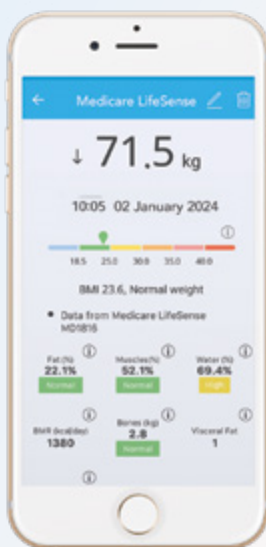 Medicare LifeSense
↓ 71.5 kg
10:05 02 January 2024
18.5 25.0 30.0 35.0 40.0
BMI 23.6, Normal weight
• Data from Medicare LifeSense
MD1816
Fat (%) Muscles(%) Water (%)
22.1% 52.1% 69.4%
Normal Normal High
BMR (kcal/day) Bones (kg) Visceral Fat
1380 2.8 1
Normal